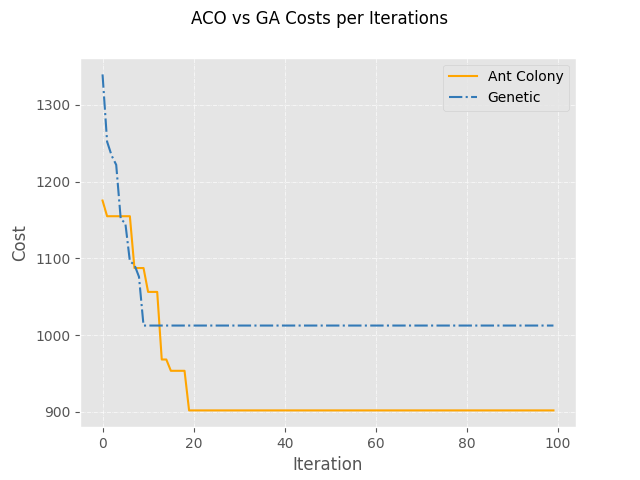 ACO vs GA Costs per Iterations
Ant Colony
Genetic
1300
1200
1100
1000
900
Cost
0 20 40 60 80 100
Iteration